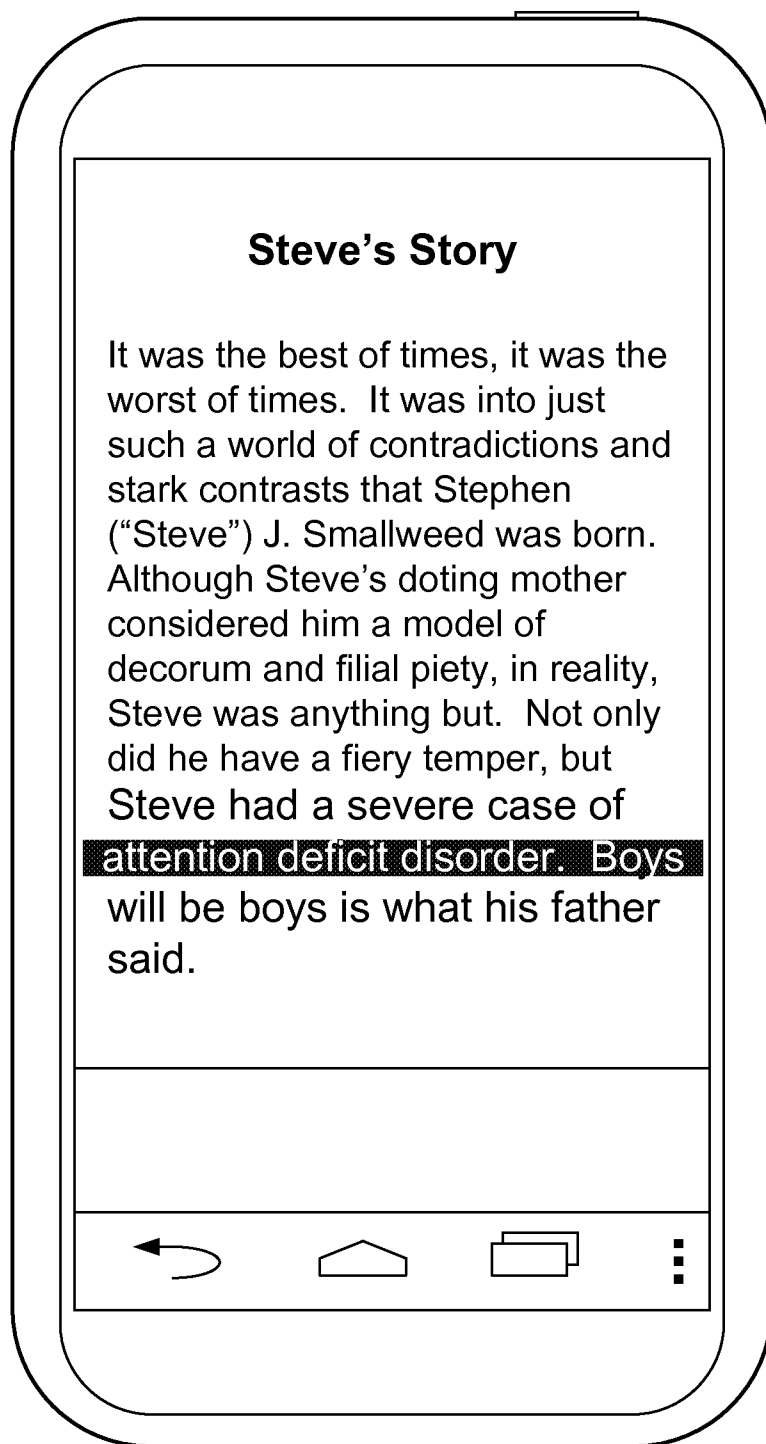 Steve’s Story
It was the best of times, it was the
worst of times.  It was into just
such a world of contradictions and
stark contrasts that Stephen
(“Steve”) J. Smallweed was born.
Although Steve’s doting mother
considered him a model of
decorum and filial piety, in reality,
Steve was anything but.  Not only
did he have a fiery temper, but
Steve had a severe case of
attention deficit disorder.  Boys
will be boys is what his father
said.